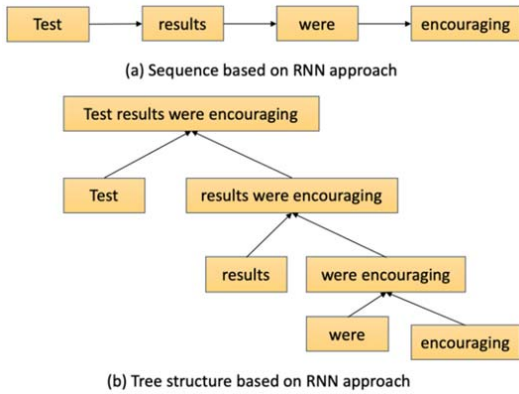 Test results were encouraging
(a) Sequence based on RNN approach
Test results were encouraging
Test results were encouraging
results were encouraging
were encouraging
(b) Tree structure based on RNN approach